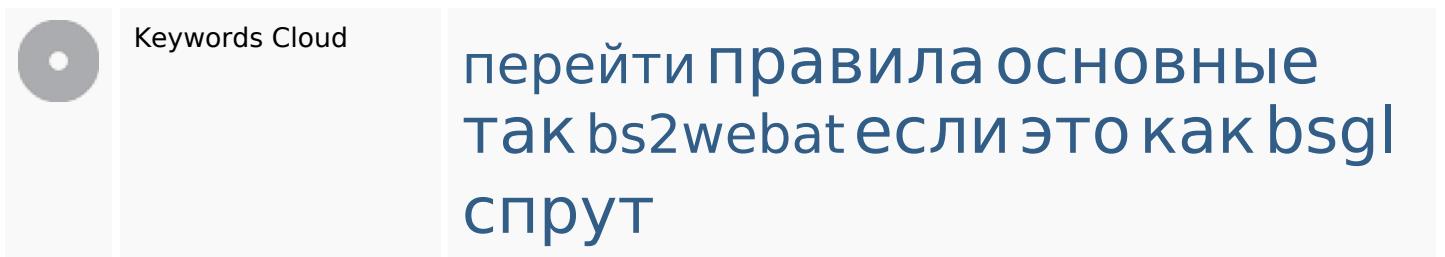 Keywords Cloud
перейти правила основные
так bs2webat если это как bsgl
спрут